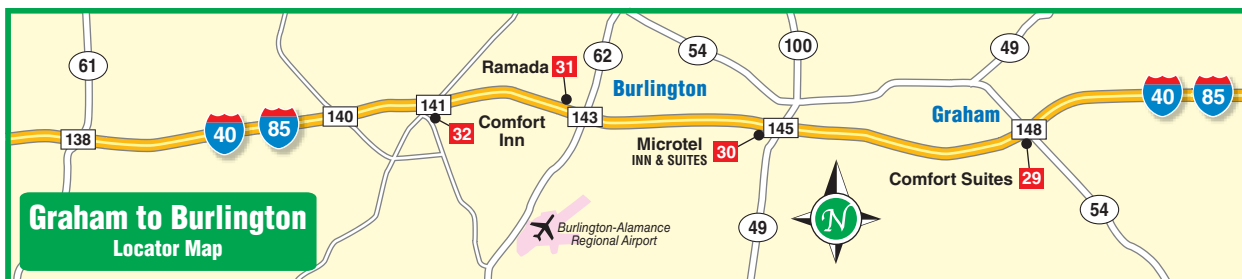 61
138
40
85
140
141
32
Comfort
Inn
Ramada 31
62
143
Burlington
54
100
Microtel
INN & SUITES
30
145
49
Graham
49
148
Comfort Suites 29
54
40
85
N
Burlington-Alamance
Regional Airport
Graham to Burlington
Locator Map